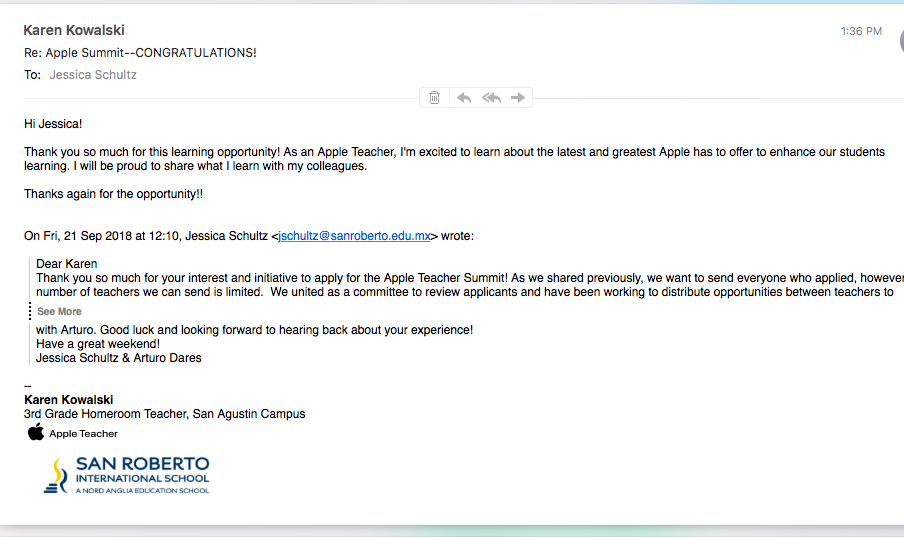 Karen Kowalski
1:36 PM
Re: Apple Summit--CONGRATULATIONS!
To: Jessica Schultz
Hi Jessica!
Thank you so much for this learning opportunity! As an Apple Teacher, I'm excited to learn about the latest and greatest Apple has to offer to enhance our students
learning. I will be proud to share what I learn with my colleagues.
Thanks again for the opportunity!!
On Fri, 21 Sep 2018 at 12:10, Jessica Schultz <jschultz@sanroberto.edu.mx> wrote:
Dear Karen
Thank you so much for your interest and initiative to apply for the Apple Teacher Summit! As we shared previously, we want to send everyone who applied, however
number of teachers we can send is limited.  We united as a committee to review applicants and have been working to distribute opportunities between teachers to
See More
with Arturo. Good luck and looking forward to hearing back about your experience!
Have a great weekend!
Jessica Schultz & Arturo Dares
--
Karen Kowalski
3rd Grade Homeroom Teacher, San Agustin Campus
Apple Teacher
SAN ROBERTO
INTERNATIONAL SCHOOL
A NORD ANGLIA EDUCATION SCHOOL